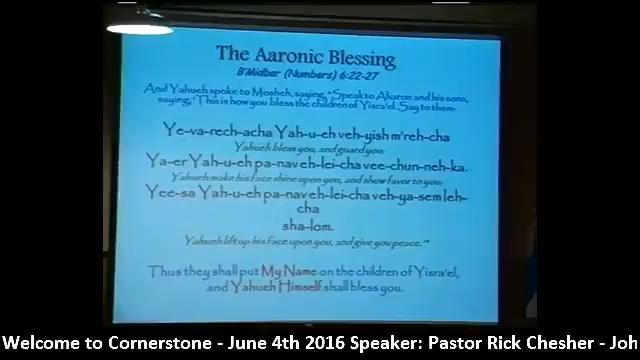 The Aaronic Blessing
B'Midbar (Numbers) 6:22-27
And Yahueh spoke to Mosheh, saying, "Speak to Aharon and his sons,
saying, 'This is how you bless the children of Yisra'el. Say to them:
Ye-va-rech-acha Yah-u-eh veh-yish m'reh-cha
Yahueh bless you, and guard you:
Ya-er Yah-u-eh pa-nav eh-lei-cha vee-chun-neh-ka.
Yahueh make his face shine upon you, and show favor to you:
Yee-sa Yah-u-eh pa-nav eh-lei-cha veh-ya-sem leh-
cha
sha-lom.
Yahueh lift up his face upon you, and give you peace."'
Thus they shall put My Name on the children of Yisra'el,
and Yahueh Himself shall bless you.
Welcome to Cornerstone - June 4th 2016 Speaker: Pastor Rick Chesher - Joh